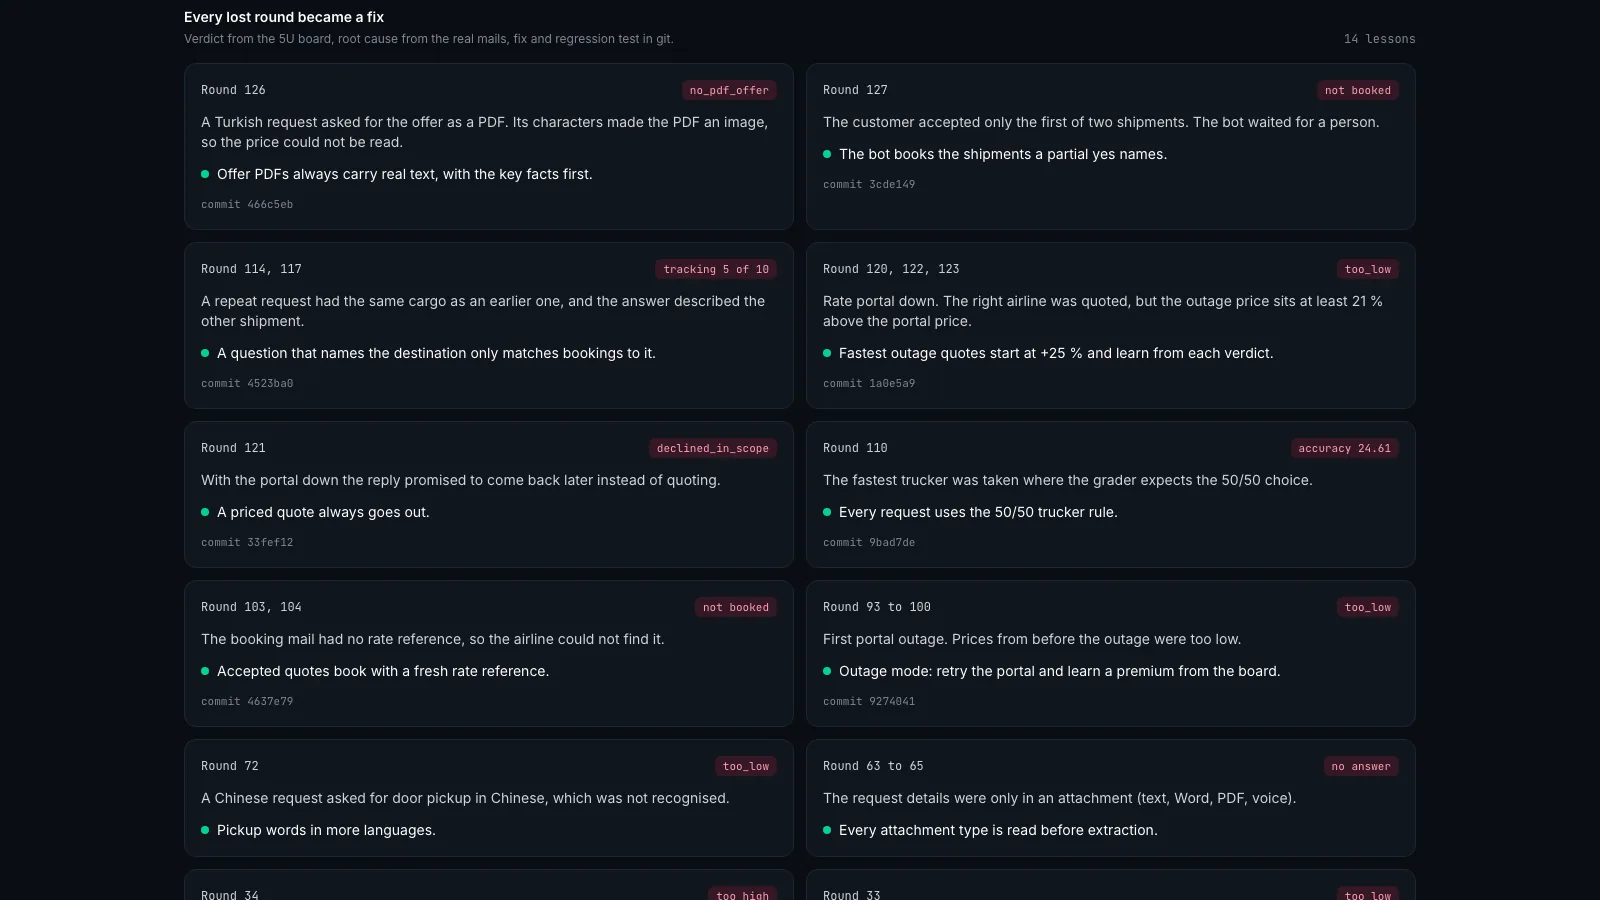 Every lost round became a fix
Verdict from the 5U board, root cause from the real mails, fix and regression test in git.
14 lessons
Round 126
no_pdf_offer
A Turkish request asked for the offer as a PDF. Its characters made the PDF an image,
so the price could not be read.
Offer PDFs always carry real text, with the key facts first.
commit 466c5eb
Round 127
not booked
The customer accepted only the first of two shipments. The bot waited for a person.
The bot books the shipments a partial yes names.
commit 3cde149
Round 114, 117
tracking 5 of 10
A repeat request had the same cargo as an earlier one, and the answer described the
other shipment.
A question that names the destination only matches bookings to it.
commit 4523ba0
Round 120, 122, 123
too_low
Rate portal down. The right airline was quoted, but the outage price sits at least 21 %
above the portal price.
Fastest outage quotes start at +25 % and learn from each verdict.
commit 1a0e5a9
Round 121
declined_in_scope
With the portal down the reply promised to come back later instead of quoting.
A priced quote always goes out.
commit 33fef12
Round 110
accuracy 24.61
The fastest trucker was taken where the grader expects the 50/50 choice.
Every request uses the 50/50 trucker rule.
commit 9bad7de
Round 103, 104
not booked
The booking mail had no rate reference, so the airline could not find it.
Accepted quotes book with a fresh rate reference.
commit 4637e79
Round 93 to 100
too_low
First portal outage. Prices from before the outage were too low.
Outage mode: retry the portal and learn a premium from the board.
commit 9274041
Round 72
too_low
A Chinese request asked for door pickup in Chinese, which was not recognised.
Pickup words in more languages.
Round 63 to 65
no answer
The request details were only in an attachment (text, Word, PDF, voice).
Every attachment type is read before extraction.
Round 34
too high
Round 33
too low